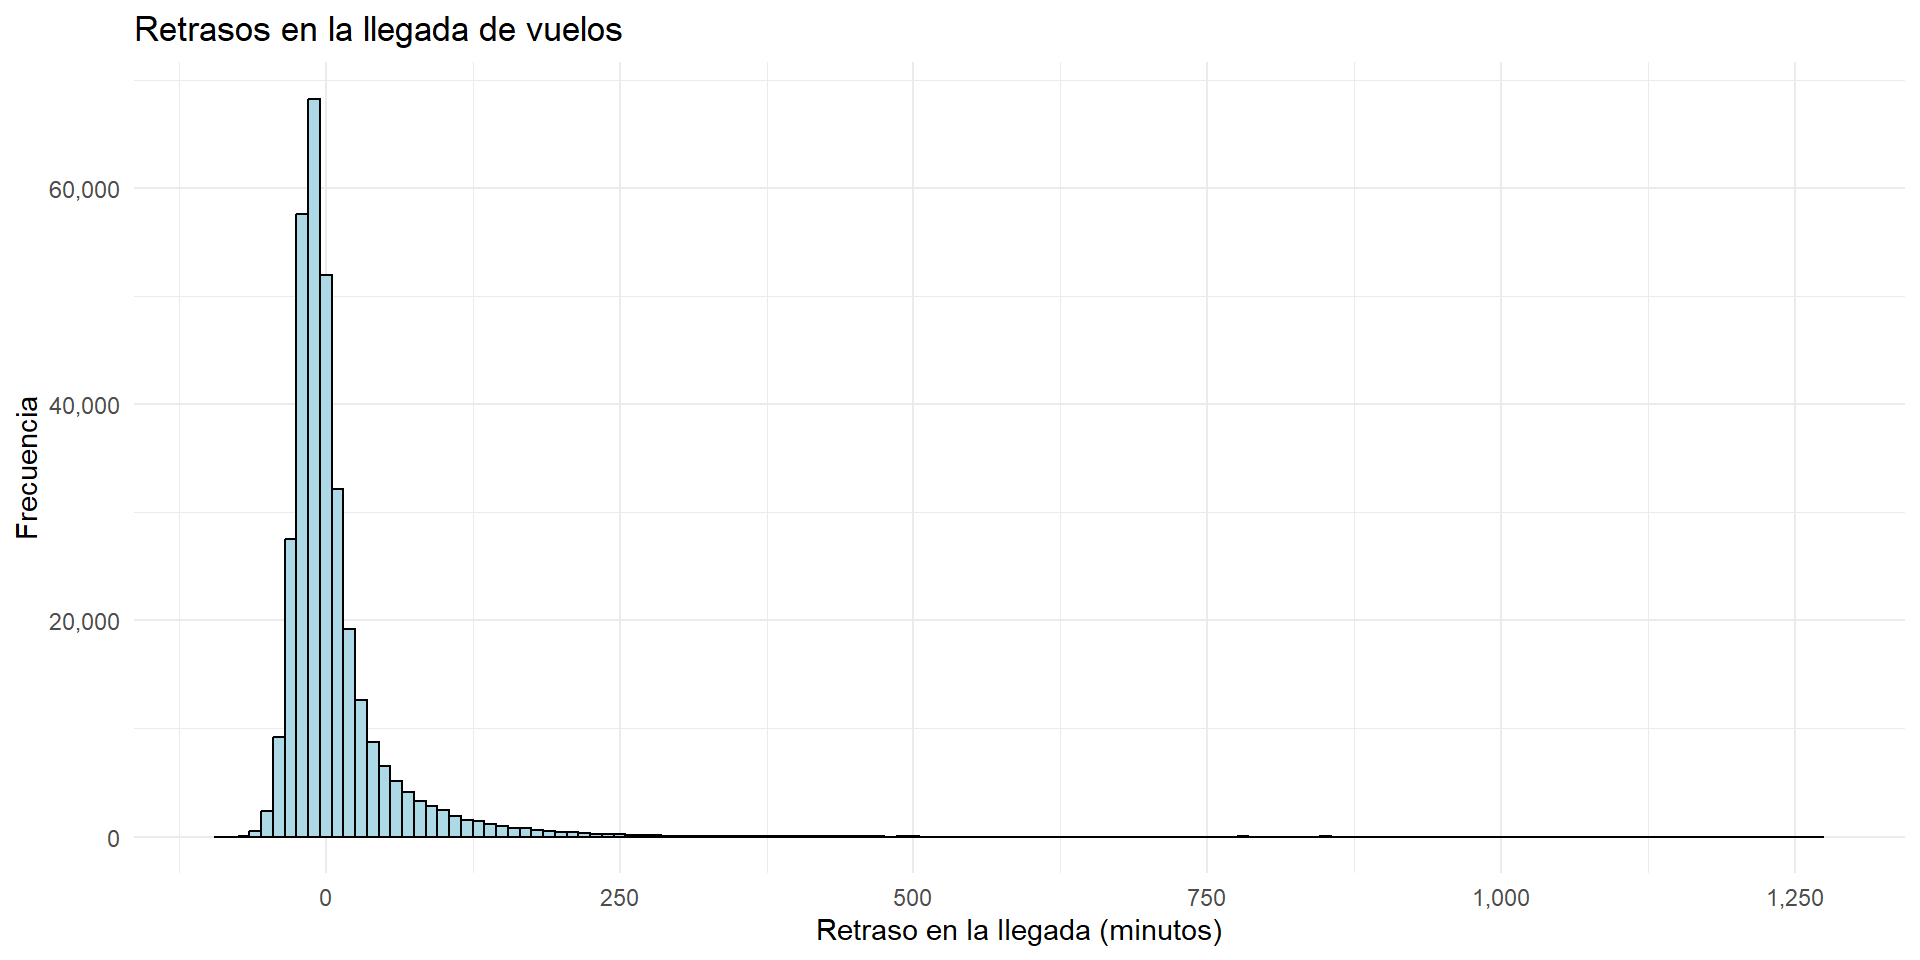 Retrasos en la llegada de vuelos
Frecuencia
60,000
40,000
20,000
0
0 250 500 750 1,000 1,250
Retraso en la llegada (minutos)